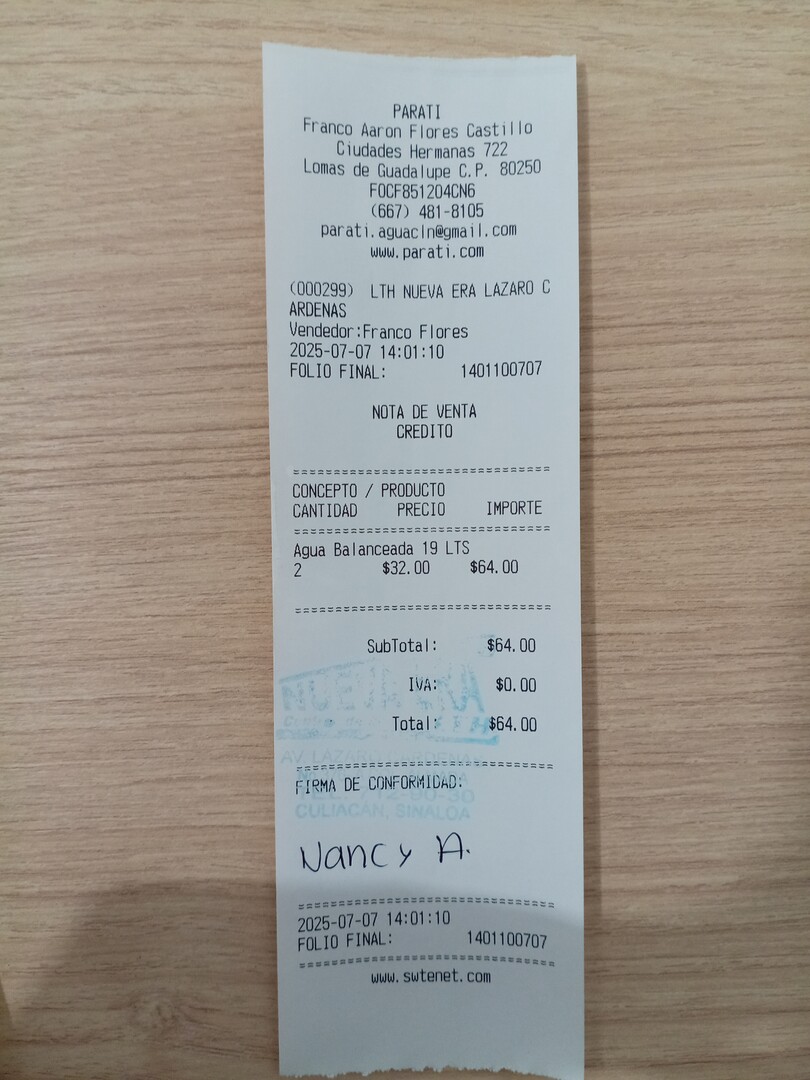 PARATI
Franco Aaron Flores Castillo
Ciudades Hermanas 722
Lomas de Guadalupe C.P. 80250
FOCF851204CN6
(667) 481-8105
parati.aguacln@gmail.com
www.parati.com
(000299) LTH NUEVA ERA LAZARO C
ARDENAS
Vendedor:Franco Flores
2025-07-07 14:01:10
FOLIO FINAL: 1401100707
NOTA DE VENTA
CREDITO
===============================
CONCEPTO / PRODUCTO
CANTIDAD PRECIO IMPORTE
===============================
Agua Balanceada 19 LTS
2 $32.00 $64.00
===============================
SubTotal: $64.00
IVA: $0.00
Total: $64.00
AV. LAZARO CARDENAS
===============================
FIRMA DE CONFORMIDAD:
CULIACAN, SINALOA
Nancy A.
===============================
2025-07-07 14:01:10
FOLIO FINAL: 1401100707
===============================
www.swtenet.com